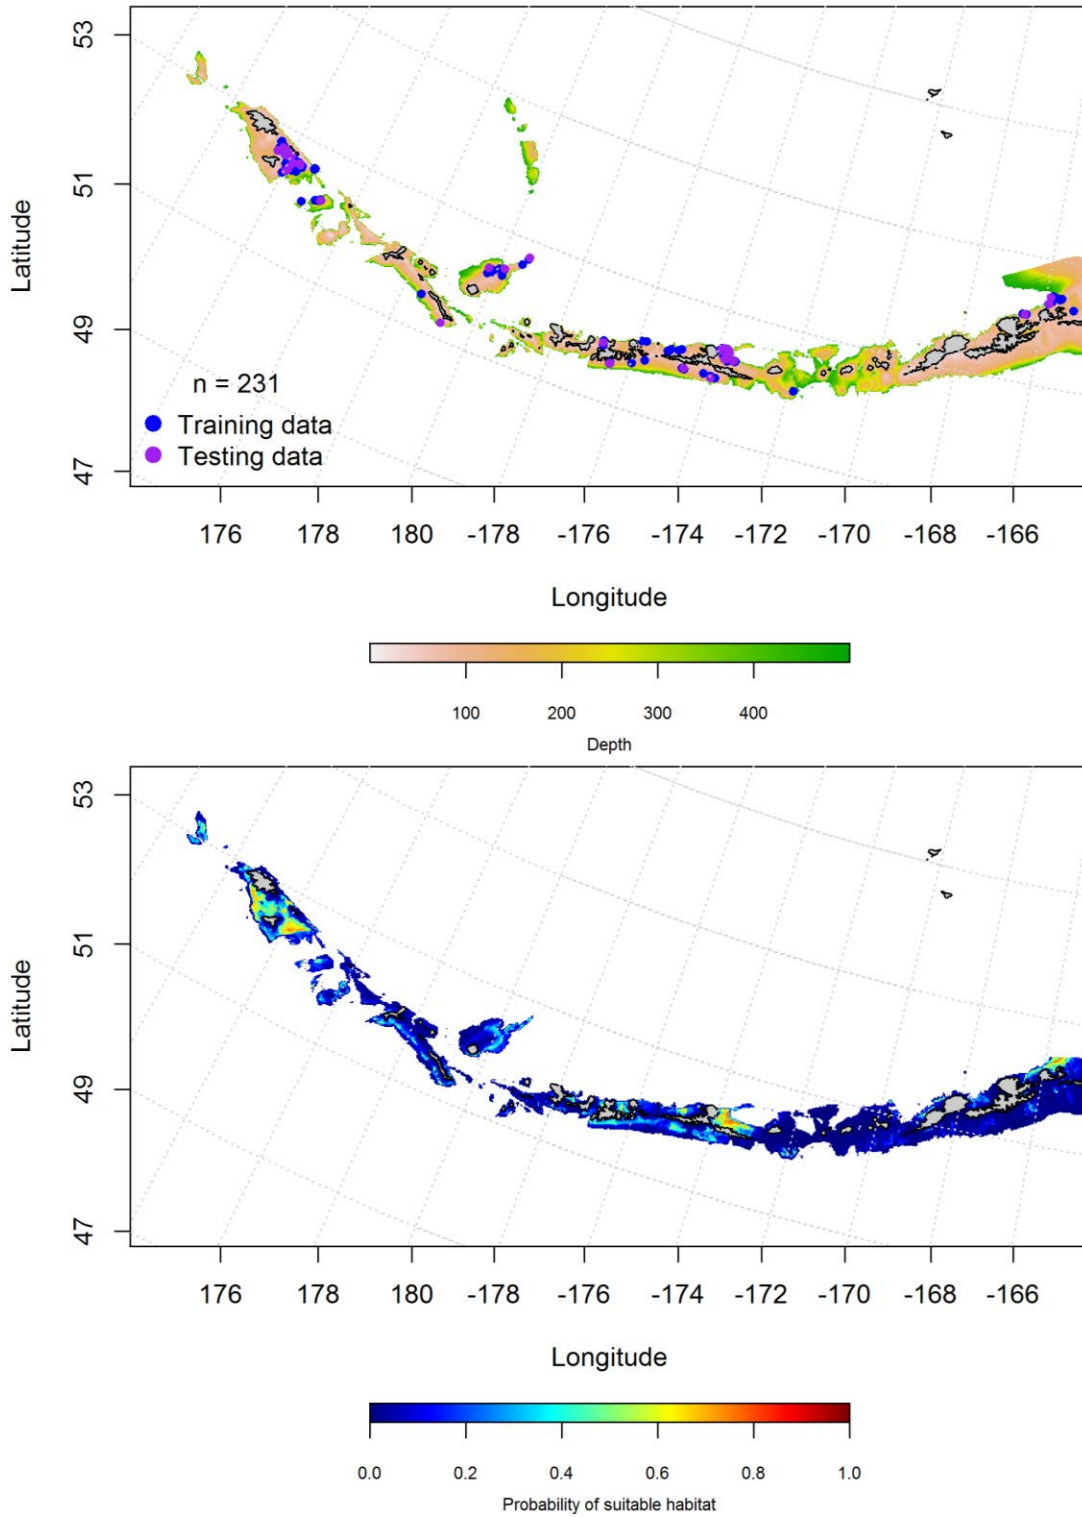 53
51
49
47
Latitude
n = 231
Training data
Testing data
176 178 180 -178 -176 -174 -172 -170 -168 -166
Longitude
100 200 300 400
Depth
53
51
49
47
Latitude
176 178 180 -178 -176 -174 -172 -170 -168 -166
Longitude
0.0 0.2 0.4 0.6 0.8 1.0
Probability of suitable habitat